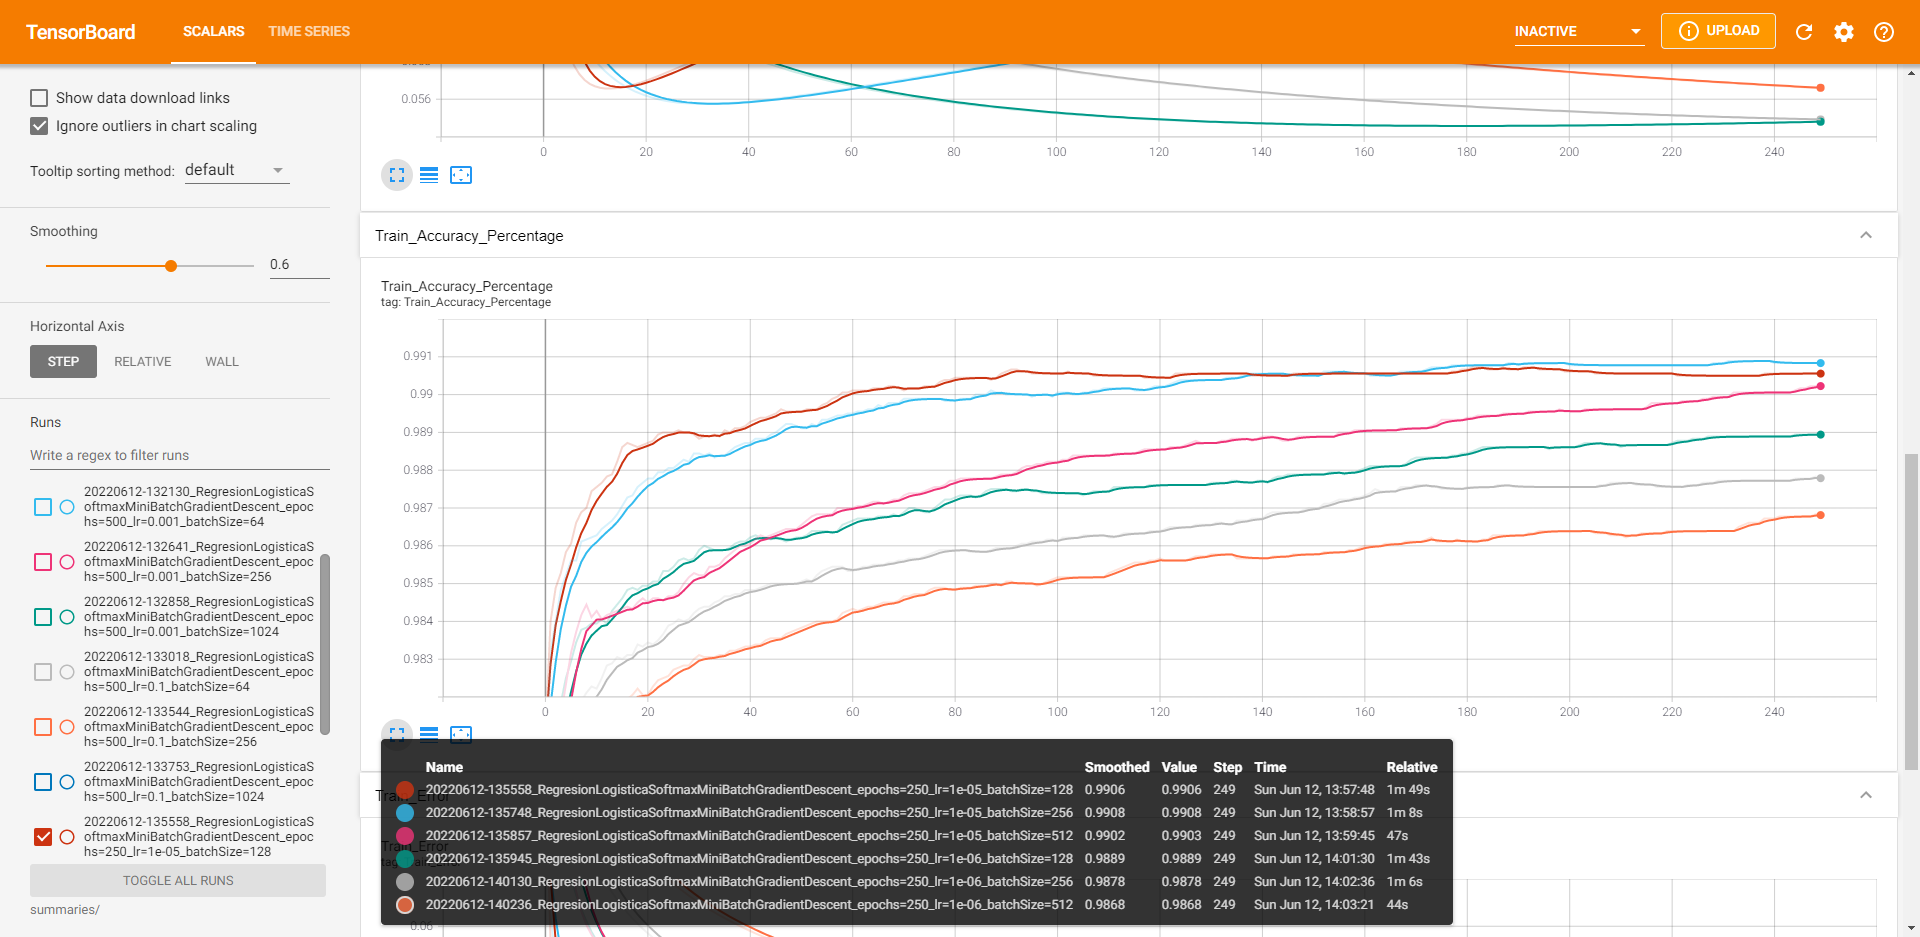 TensorBoard
SCALARS
TIME SERIES
INACTIVE
UPLOAD
Show data download links
Ignore outliers in chart scaling
Tooltip sorting method: default
Smoothing
0.6
Horizontal Axis
STEP
RELATIVE
WALL
Runs
Write a regex to filter runs
20220612-132130_RegresionLogisticaS
oftmaxMiniBatchGradientDescent_epoc
hs=500_lr=0.001_batchSize=64
20220612-132641_RegresionLogisticaS
oftmaxMiniBatchGradientDescent_epoc
hs=500_lr=0.001_batchSize=256
20220612-132858_RegresionLogisticaS
oftmaxMiniBatchGradientDescent_epoc
hs=500_lr=0.001_batchSize=1024
20220612-133018_RegresionLogisticaS
oftmaxMiniBatchGradientDescent_epoc
hs=500_lr=0.1_batchSize=64
20220612-133544_RegresionLogisticaS
oftmaxMiniBatchGradientDescent_epoc
hs=500_lr=0.1_batchSize=256
20220612-133753_RegresionLogisticaS
oftmaxMiniBatchGradientDescent_epoc
hs=500_lr=0.1_batchSize=1024
20220612-135558_RegresionLogisticaS
oftmaxMiniBatchGradientDescent_epoc
hs=250_lr=1e-05_batchSize=128
TOGGLE ALL RUNS
summaries/
0.056
0 20 40 60 80 100 120 140 160 180 200 220 240
Train_Accuracy_Percentage
Train_Accuracy_Percentage
tag: Train_Accuracy_Percentage
0.991
0.99
0.989
0.988
0.987
0.986
0.985
0.984
0.983
0 20 40 60 80 100 120 140 160 180 200 220 240
Name Smoothed Value Step Time Relative
20220612-135558_RegresionLogisticaSoftmaxMiniBatchGradientDescent_epochs=250_lr=1e-05_batchSize=128 0.9906 0.9906 249 Sun Jun 12, 13:57:48 1m 49s
20220612-135748_RegresionLogisticaSoftmaxMiniBatchGradientDescent_epochs=250_lr=1e-05_batchSize=256 0.9908 0.9908 249 Sun Jun 12, 13:58:57 1m 8s
20220612-135857_RegresionLogisticaSoftmaxMiniBatchGradientDescent_epochs=250_lr=1e-05_batchSize=512 0.9902 0.9903 249 Sun Jun 12, 13:59:45 47s
20220612-135945_RegresionLogisticaSoftmaxMiniBatchGradientDescent_epochs=250_lr=1e-06_batchSize=128 0.9889 0.9889 249 Sun Jun 12, 14:01:30 1m 43s
20220612-140130_RegresionLogisticaSoftmaxMiniBatchGradientDescent_epochs=250_lr=1e-06_batchSize=256 0.9878 0.9878 249 Sun Jun 12, 14:02:36 1m 6s
20220612-140236_RegresionLogisticaSoftmaxMiniBatchGradientDescent_epochs=250_lr=1e-06_batchSize=512 0.9868 0.9868 249 Sun Jun 12, 14:03:21 44s
Train_Error
Train_Error
0.06